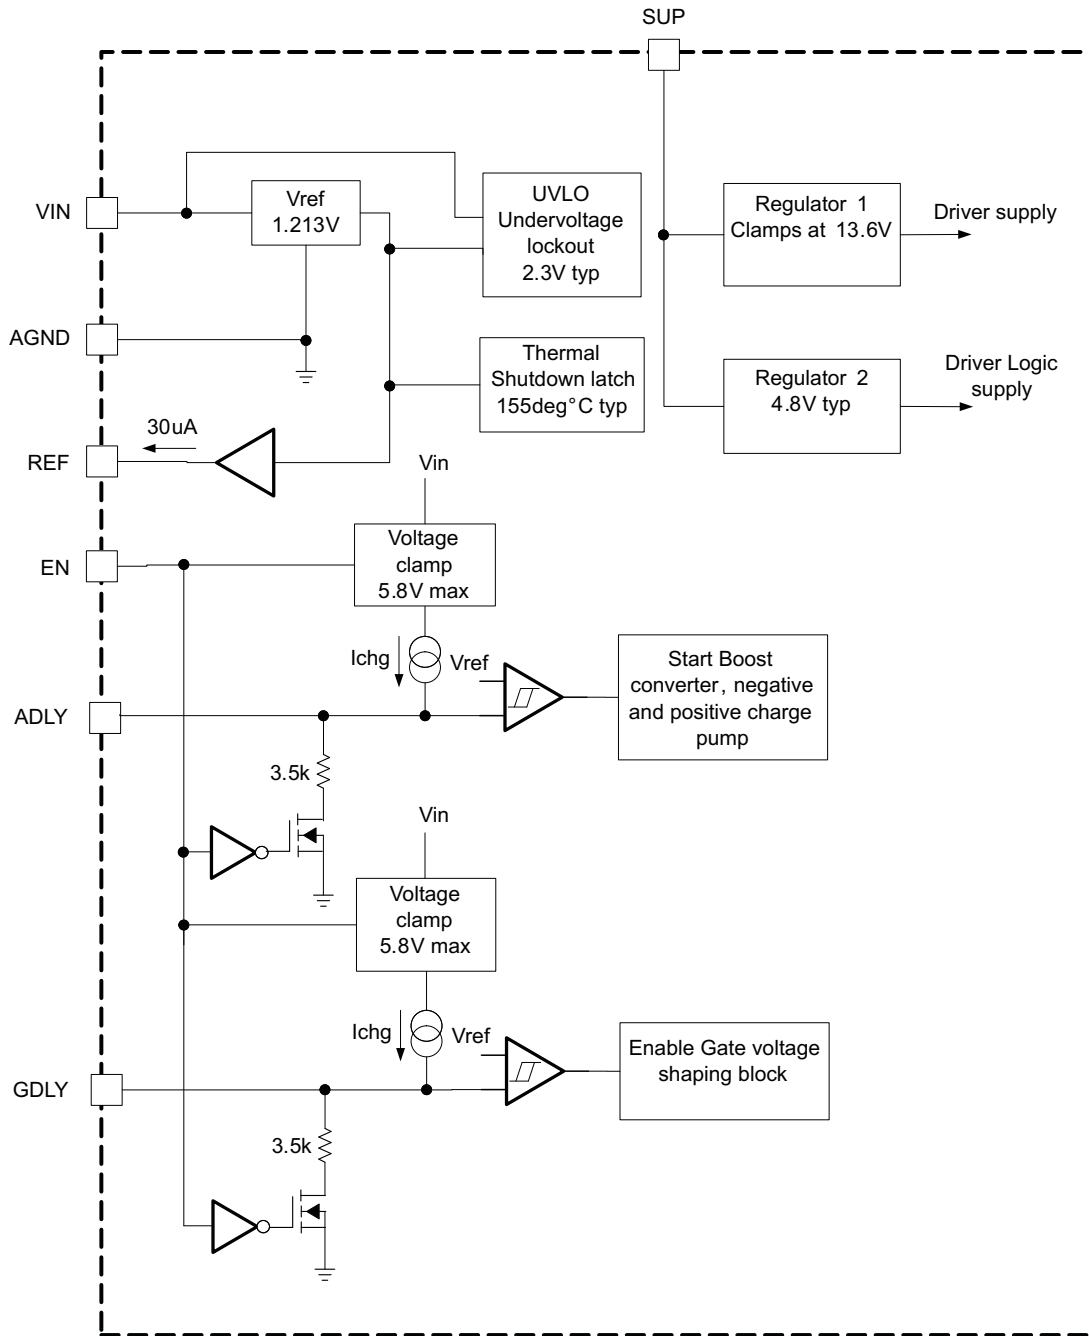 SUP
VIN
Vref
1.213V
UVLO
Undervoltage
lockout
2.3V typ
Regulator 1
Clamps at 13.6V
Driver supply
AGND
Thermal
Shutdown latch
155deg°C typ
Regulator 2
4.8V typ
Driver Logic
supply
30uA
REF
Vin
EN
Voltage
clamp
5.8V max
Ichg
Vref
Start Boost
converter, negative
and positive charge
pump
ADLY
3.5k
Vin
Voltage
clamp
5.8V max
Ichg
Vref
Enable Gate voltage
shaping block
GDLY
3.5k